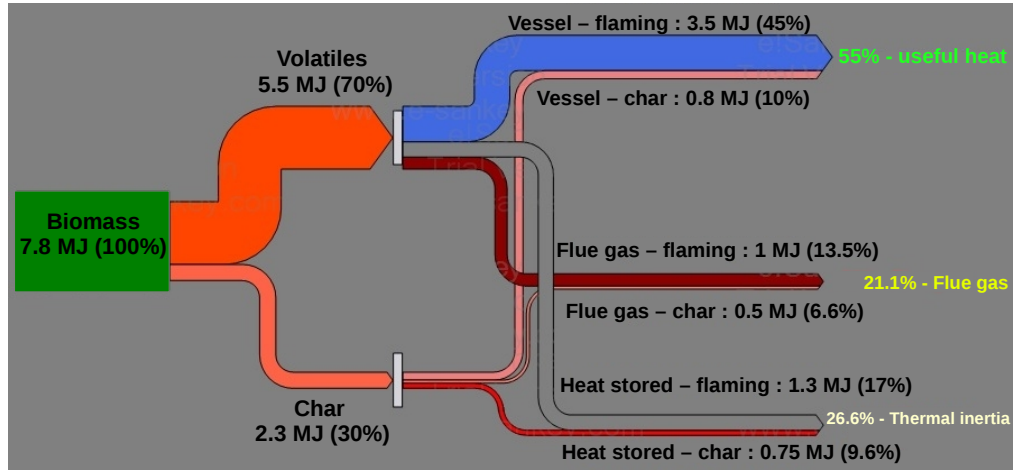 Vessel – flaming : 3.5 MJ (45%)
Volatiles
5.5 MJ (70%)
55% - useful heat
Vessel – char : 0.8 MJ (10%)
Biomass
7.8 MJ (100%)
Flue gas – flaming : 1 MJ (13.5%)
21.1% - Flue gas
Flue gas – char : 0.5 MJ (6.6%)
Heat stored – flaming : 1.3 MJ (17%)
Char
2.3 MJ (30%)
26.6% - Thermal inertia
Heat stored – char : 0.75 MJ (9.6%)